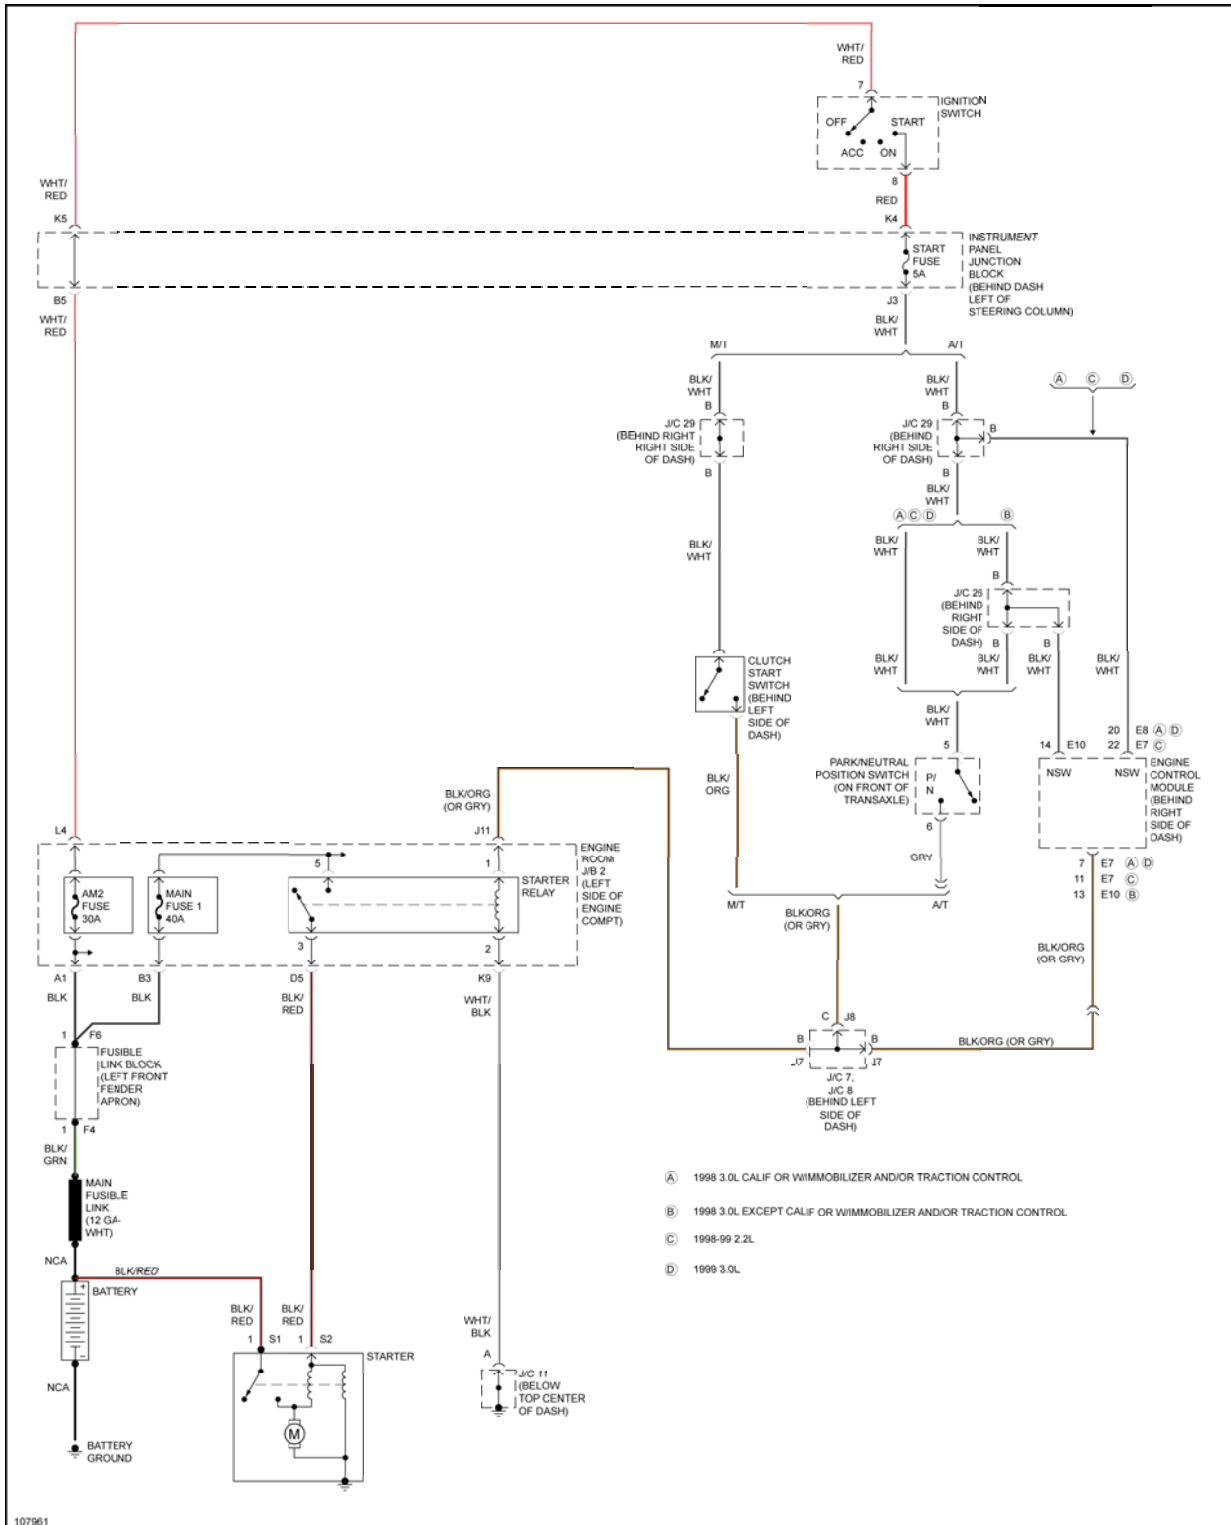 WHT/
RED
7
IGNITION
SWITCH
OFF
START
ACC
ON
8
RED
WHT/
RED
K5
K4
START
FUSE
5A
INSTRUMENT
PANEL
JUNCTION
BLOCK
(BEHIND DASH
LEFT OF
STEERING COLUMN)
B5
WHT/
RED
J3
BLK/
WHT
M/T
A/T
BLK/
WHT
B
BLK/
WHT
B
A C D
J/C 29
(BEHIND RIGHT
RIGHT SIDE
OF DASH)
J/C 29
(BEHIND
RIGHT SIDE
OF DASH)
B
B
BLK/
WHT
A C D
B
BLK/
WHT
BLK/
WHT
BLK/
WHT
B
J/C 26
(BEHIND
RIGHT
SIDE OF
DASH)
B
B
BLK/
WHT
BLK/
WHT
BLK/
WHT
BLK/
WHT
CLUTCH
START
SWITCH
(BEHIND
LEFT
SIDE OF
DASH)
BLK/
WHT
5
14 E10
20 E8 A D
22 E7 C
PARK/NEUTRAL
POSITION SWITCH
(ON FRONT OF
TRANSAXLE)
P/
N
NSW
NSW
ENGINE
CONTROL
MODULE
(BEHIND
RIGHT
SIDE OF
DASH)
BLK/
ORG
BLK/ORG
(OR GRY)
6
GRY
L4
J11
7 E7 A D
11 E7 C
13 E10 B
5
1
ENGINE
ROOM
J/B 2
(LEFT
SIDE OF
ENGINE
COMPT)
AM2
FUSE
30A
MAIN
FUSE 1
40A
STARTER
RELAY
M/T
A/T
BLK/ORG
(OR GRY)
3
2
BLK/ORG
(OR GRY)
A1
B3
D5
K9
BLK
BLK
BLK/
RED
WHT/
BLK
1 F6
C J8
B
J7
B
J7
BLK/ORG (OR GRY)
FUSIBLE
LINK BLOCK
(LEFT FRONT
FENDER
APRON)
J/C 7,
J/C 8
(BEHIND LEFT
SIDE OF
DASH)
1 F4
BLK/
GRN
MAIN
FUSIBLE
LINK
(12 GA-
WHT)
A 1998 3.0L CALIF OR W/IMMOBILIZER AND/OR TRACTION CONTROL
B 1998 3.0L EXCEPT CALIF OR W/IMMOBILIZER AND/OR TRACTION CONTROL
C 1998-99 2.2L
D 1999 3.0L
NCA
BLK/RED
+
BATTERY
-
BLK/
RED
BLK/
RED
WHT/
BLK
1 S1
1 S2
A
STARTER
J/C 11
(BELOW
TOP CENTER
OF DASH)
NCA
M
BATTERY
GROUND
107961